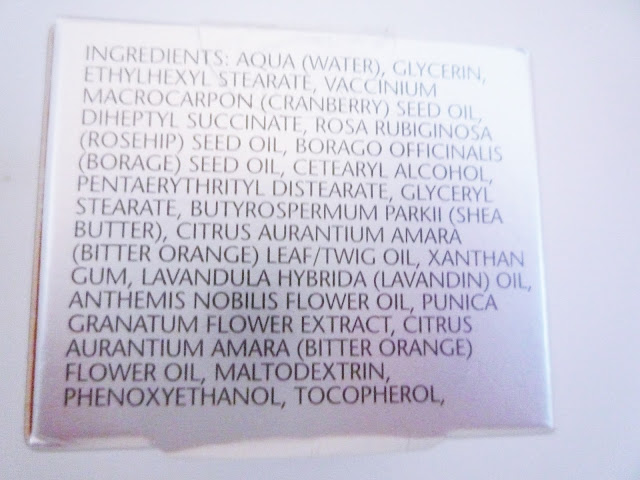 INGREDIENTS: AQUA (WATER), GLYCERIN,
ETHYLHEXYL STEARATE, VACCINIUM
MACROCARPON (CRANBERRY) SEED OIL,
DIHEPTYL SUCCINATE, ROSA RUBIGINOSA
(ROSEHIP) SEED OIL, BORAGO OFFICINALIS
(BORAGE) SEED OIL, CETEARYL ALCOHOL,
PENTAERYTHRITYL DISTEARATE, GLYCERYL
STEARATE, BUTYROSPERMUM PARKII (SHEA
BUTTER), CITRUS AURANTIUM AMARA
(BITTER ORANGE) LEAF/TWIG OIL, XANTHAN
GUM, LAVANDULA HYBRIDA (LAVANDIN) OIL,
ANTHEMIS NOBILIS FLOWER OIL, PUNICA
GRANATUM FLOWER EXTRACT, CITRUS
AURANTIUM AMARA (BITTER ORANGE)
FLOWER OIL, MALTODEXTRIN,
PHENOXYETHANOL, TOCOPHEROL,